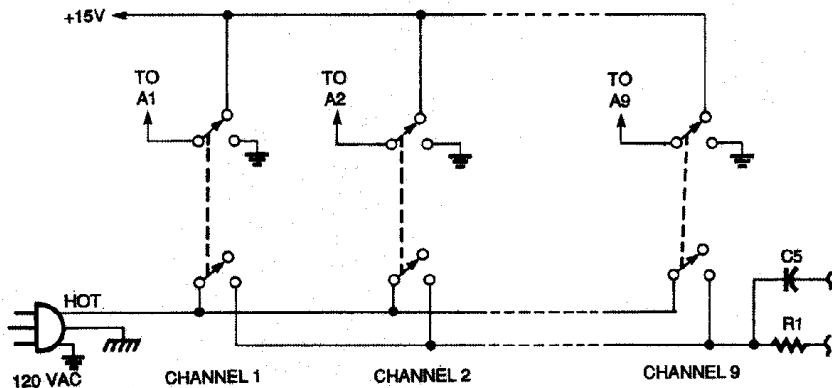 +15V
TO
A1
TO
A2
TO
A9
C5
HOT
R1
120 VAC
CHANNEL 1
CHANNEL 2
CHANNEL 9